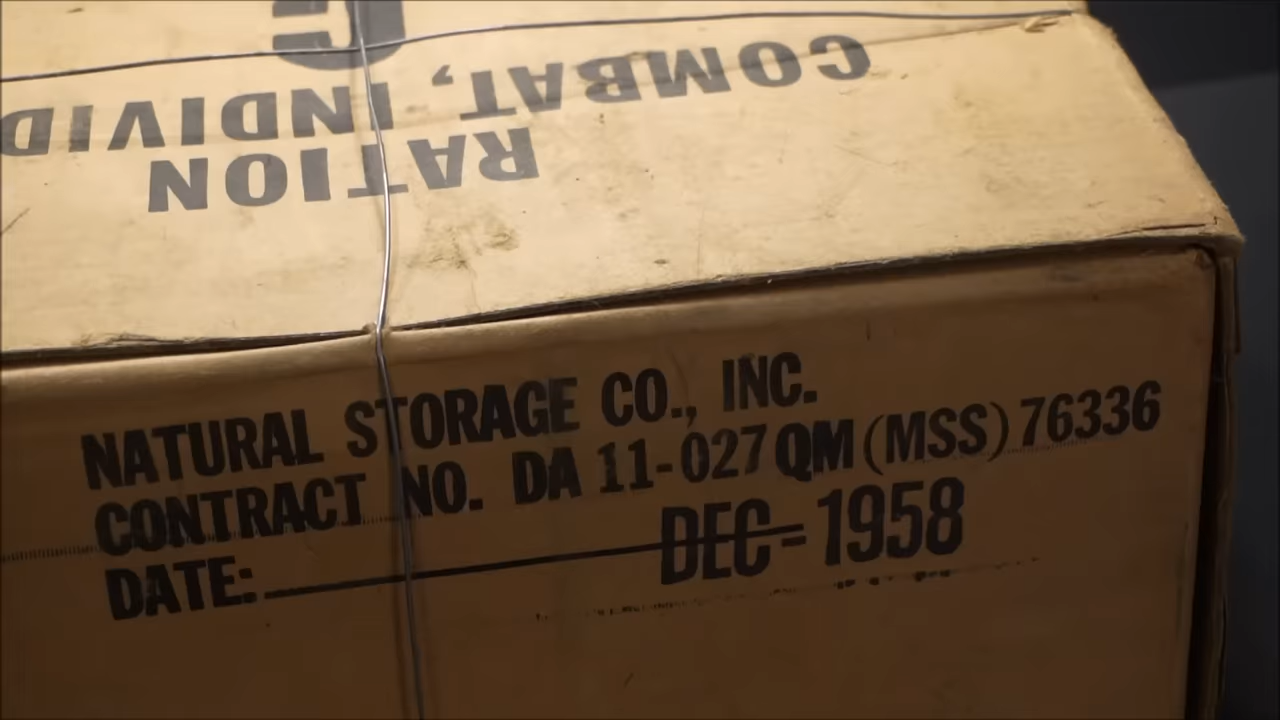 RATION
COMBAT, INDIVID
NATURAL STORAGE CO., INC.
CONTRACT NO. DA 11-027 QM (MSS) 76336
DATE: DEC-1958